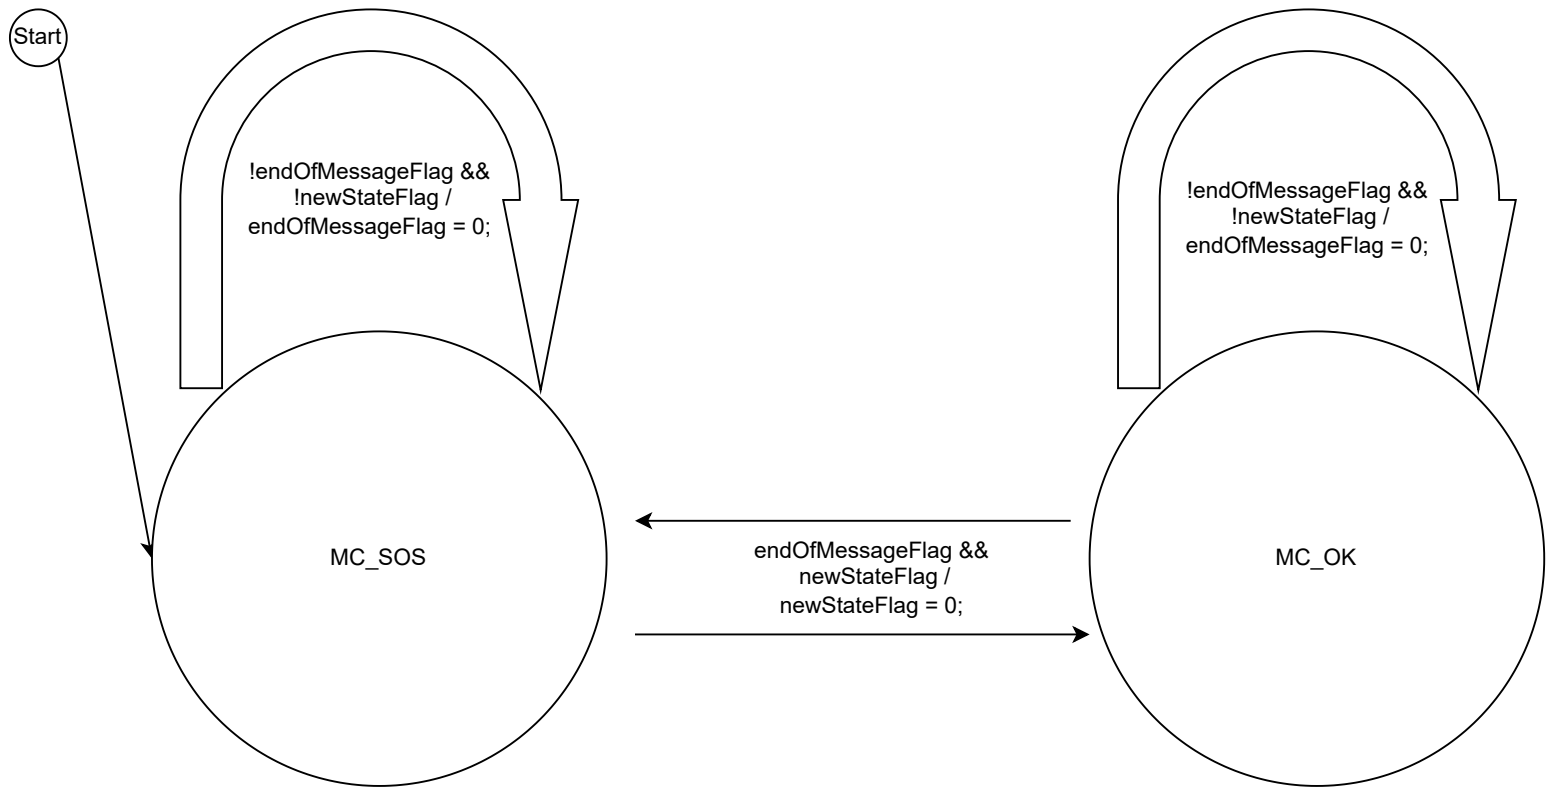 Start
!endOfMessageFlag &&
!newStateFlag /
endOfMessageFlag = 0;
!endOfMessageFlag &&
!newStateFlag /
endOfMessageFlag = 0;
MC_SOS
endOfMessageFlag &&
newStateFlag /
newStateFlag = 0;
MC_OK